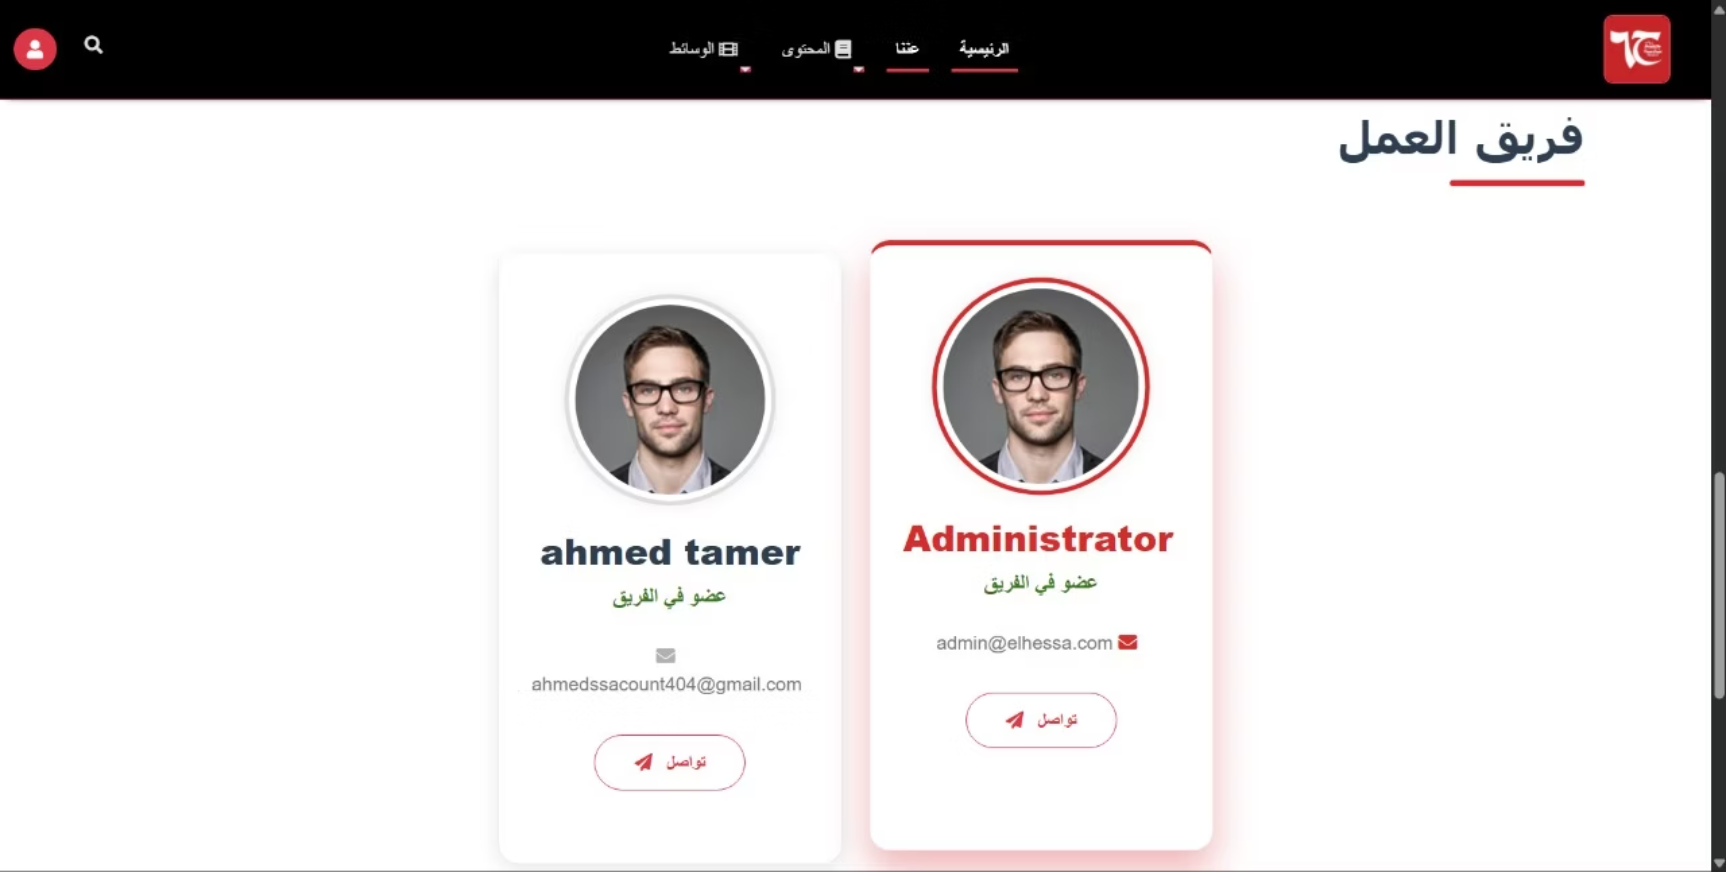 الرئيسية
عننا
المحتوى
الوسائط
فريق العمل
Administrator
عضو في الفريق
admin@elhessa.com
تواصل
ahmed tamer
عضو في الفريق
ahmedssacount404@gmail.com
تواصل